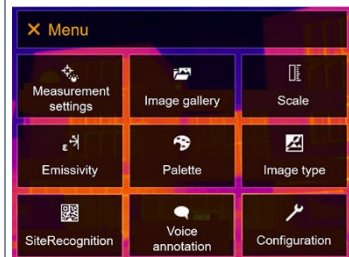 Menu
Measurement
settings
Image gallery
Scale
ε
Emissivity
Palette
Image type
SiteRecognition
Voice
annotation
Configuration